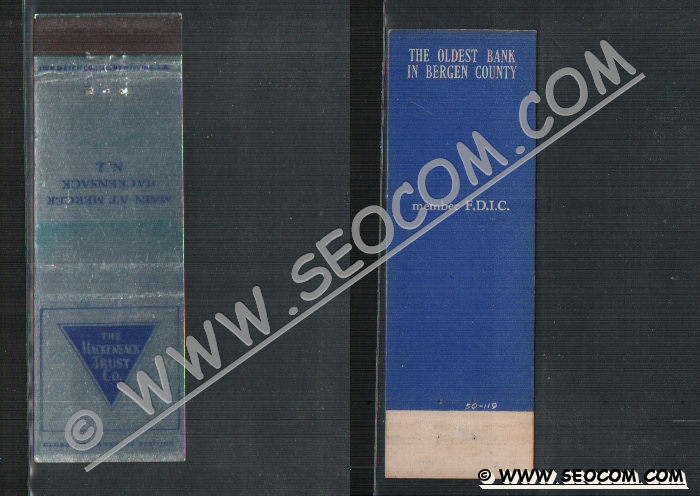 MAIN AT MERCER
HACKENSACK
N. J.
THE
HACKENSACK
TRUST
CO.
THE OLDEST BANK
IN BERGEN COUNTY
member F.D.I.C.
50-119
© WWW.SEOCOM.COM
© WWW.SEOCOM.COM